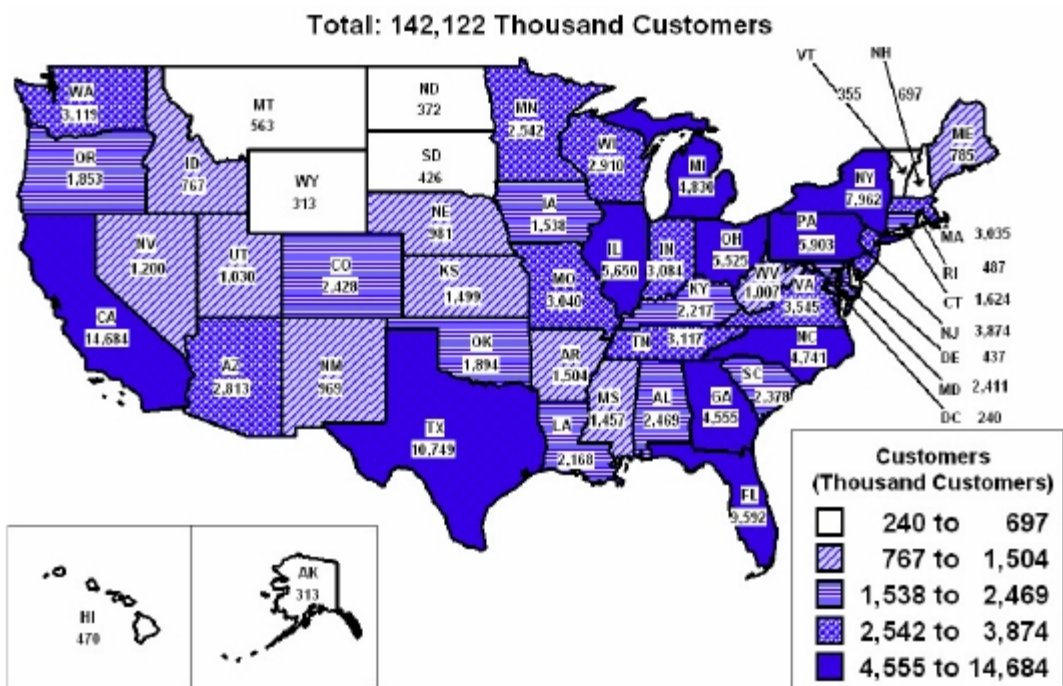 Total: 142,122 Thousand Customers
VT
NH
355
697
WA
3,119
MT
563
ND
372
MN
2,542
ME
785
OR
1,853
ID
767
WY
313
SD
426
WI
2,910
MI
4,830
NY
7,962
NE
981
IA
1,538
PA
5,903
MA 3,035
RI 487
CT 1,624
NJ 3,874
DE 437
MD 2,411
DC 240
NV
1,200
UT
1,030
CO
2,428
KS
1,499
MO
3,040
IL
5,650
IN
3,084
OH
5,525
WV
1,007
VA
3,545
KY
2,217
CA
14,684
AZ
2,813
NM
969
OK
1,894
AR
1,504
TN 3,117
NC
4,741
SC
2,378
MS
1,457
AL
2,469
GA
4,555
TX
10,749
LA
2,168
FL
9,592
HI
470
AK
313
Customers
(Thousand Customers)
240 to 697
767 to 1,504
1,538 to 2,469
2,542 to 3,874
4,555 to 14,684